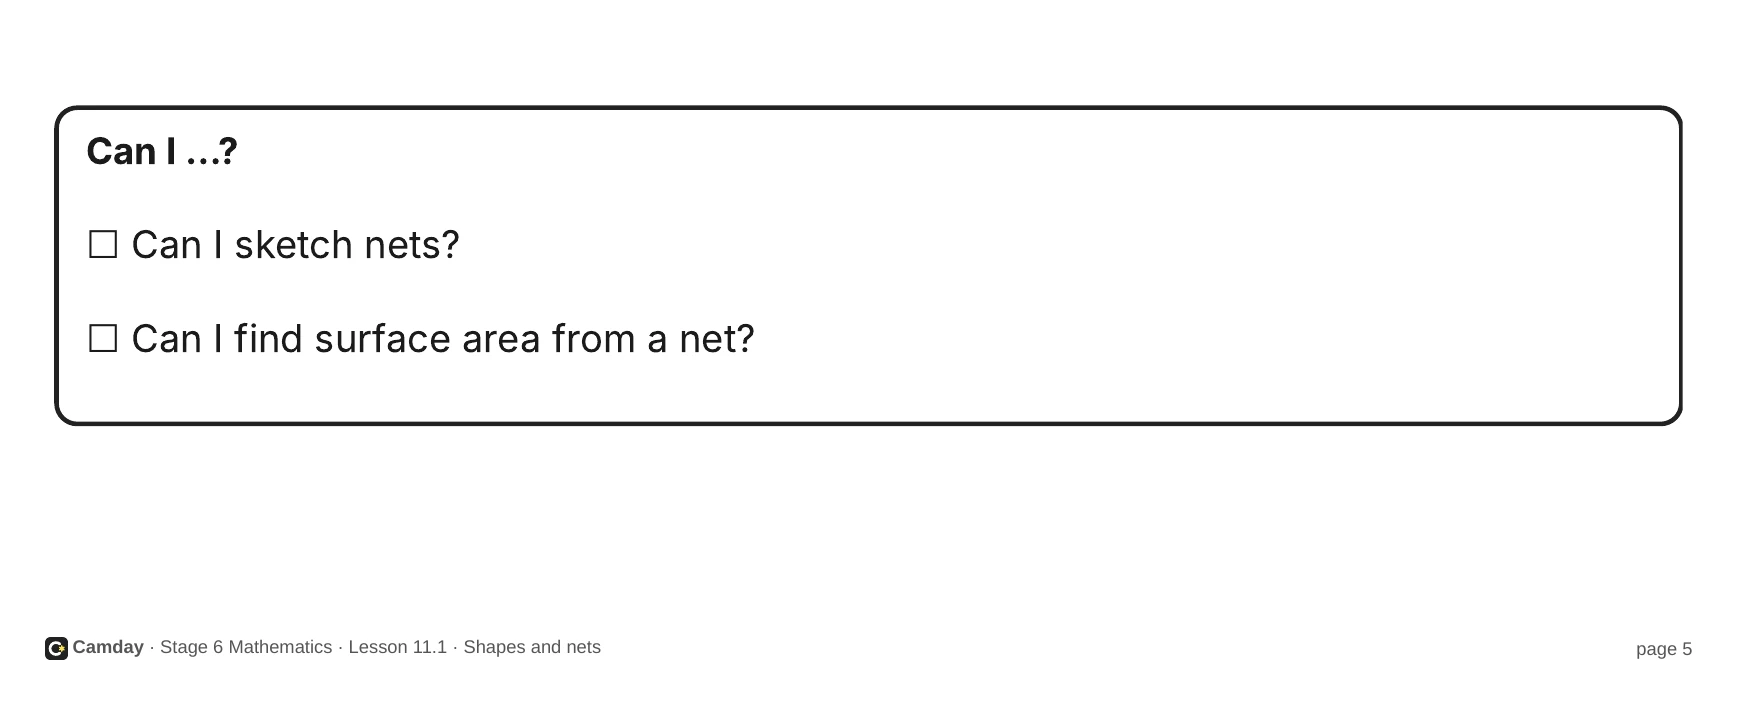 Can I …?
☐ Can I sketch nets?
☐ Can I find surface area from a net?
Camday · Stage 6 Mathematics · Lesson 11.1 · Shapes and nets
page 5